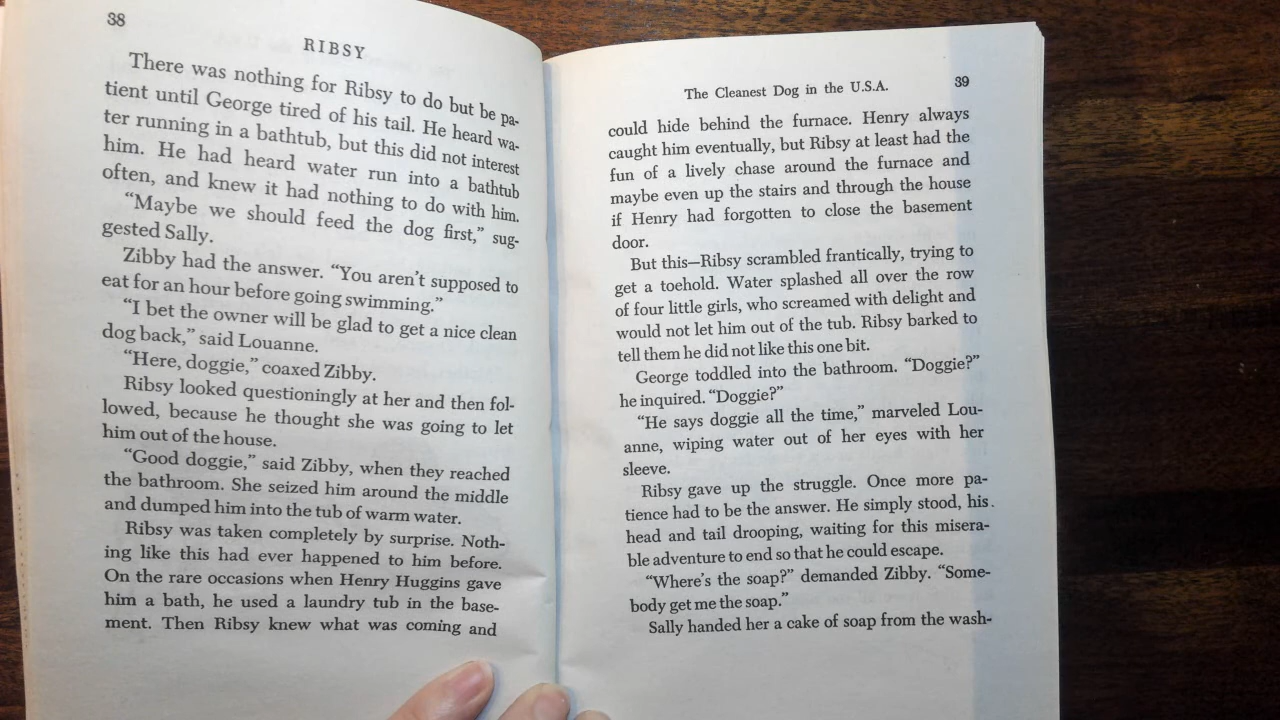 38
RIBSY
There was nothing for Ribsy to do but be pa-
tient until George tired of his tail. He heard wa-
ter running in a bathtub, but this did not interest
him. He had heard water run into a bathtub
often, and knew it had nothing to do with him.
“Maybe we should feed the dog first,” sug-
gested Sally.
Zibby had the answer. “You aren’t supposed to
eat for an hour before going swimming.”
“I bet the owner will be glad to get a nice clean
dog back,” said Louanne.
“Here, doggie,” coaxed Zibby.
Ribsy looked questioningly at her and then fol-
lowed, because he thought she was going to let
him out of the house.
“Good doggie,” said Zibby, when they reached
the bathroom. She seized him around the middle
and dumped him into the tub of warm water.
Ribsy was taken completely by surprise. Noth-
ing like this had ever happened to him before.
On the rare occasions when Henry Huggins gave
him a bath, he used a laundry tub in the base-
ment. Then Ribsy knew what was coming and
The Cleanest Dog in the U.S.A. 39
could hide behind the furnace. Henry always
caught him eventually, but Ribsy at least had the
fun of a lively chase around the furnace and
maybe even up the stairs and through the house
if Henry had forgotten to close the basement
door.
But this—Ribsy scrambled frantically, trying to
get a toehold. Water splashed all over the row
of four little girls, who screamed with delight and
would not let him out of the tub. Ribsy barked to
tell them he did not like this one bit.
George toddled into the bathroom. “Doggie?”
he inquired. “Doggie?”
“He says doggie all the time,” marveled Lou-
anne, wiping water out of her eyes with her
sleeve.
Ribsy gave up the struggle. Once more pa-
tience had to be the answer. He simply stood, his
head and tail drooping, waiting for this misera-
ble adventure to end so that he could escape.
“Where’s the soap?” demanded Zibby. “Some-
body get me the soap.”
Sally handed her a cake of soap from the wash-